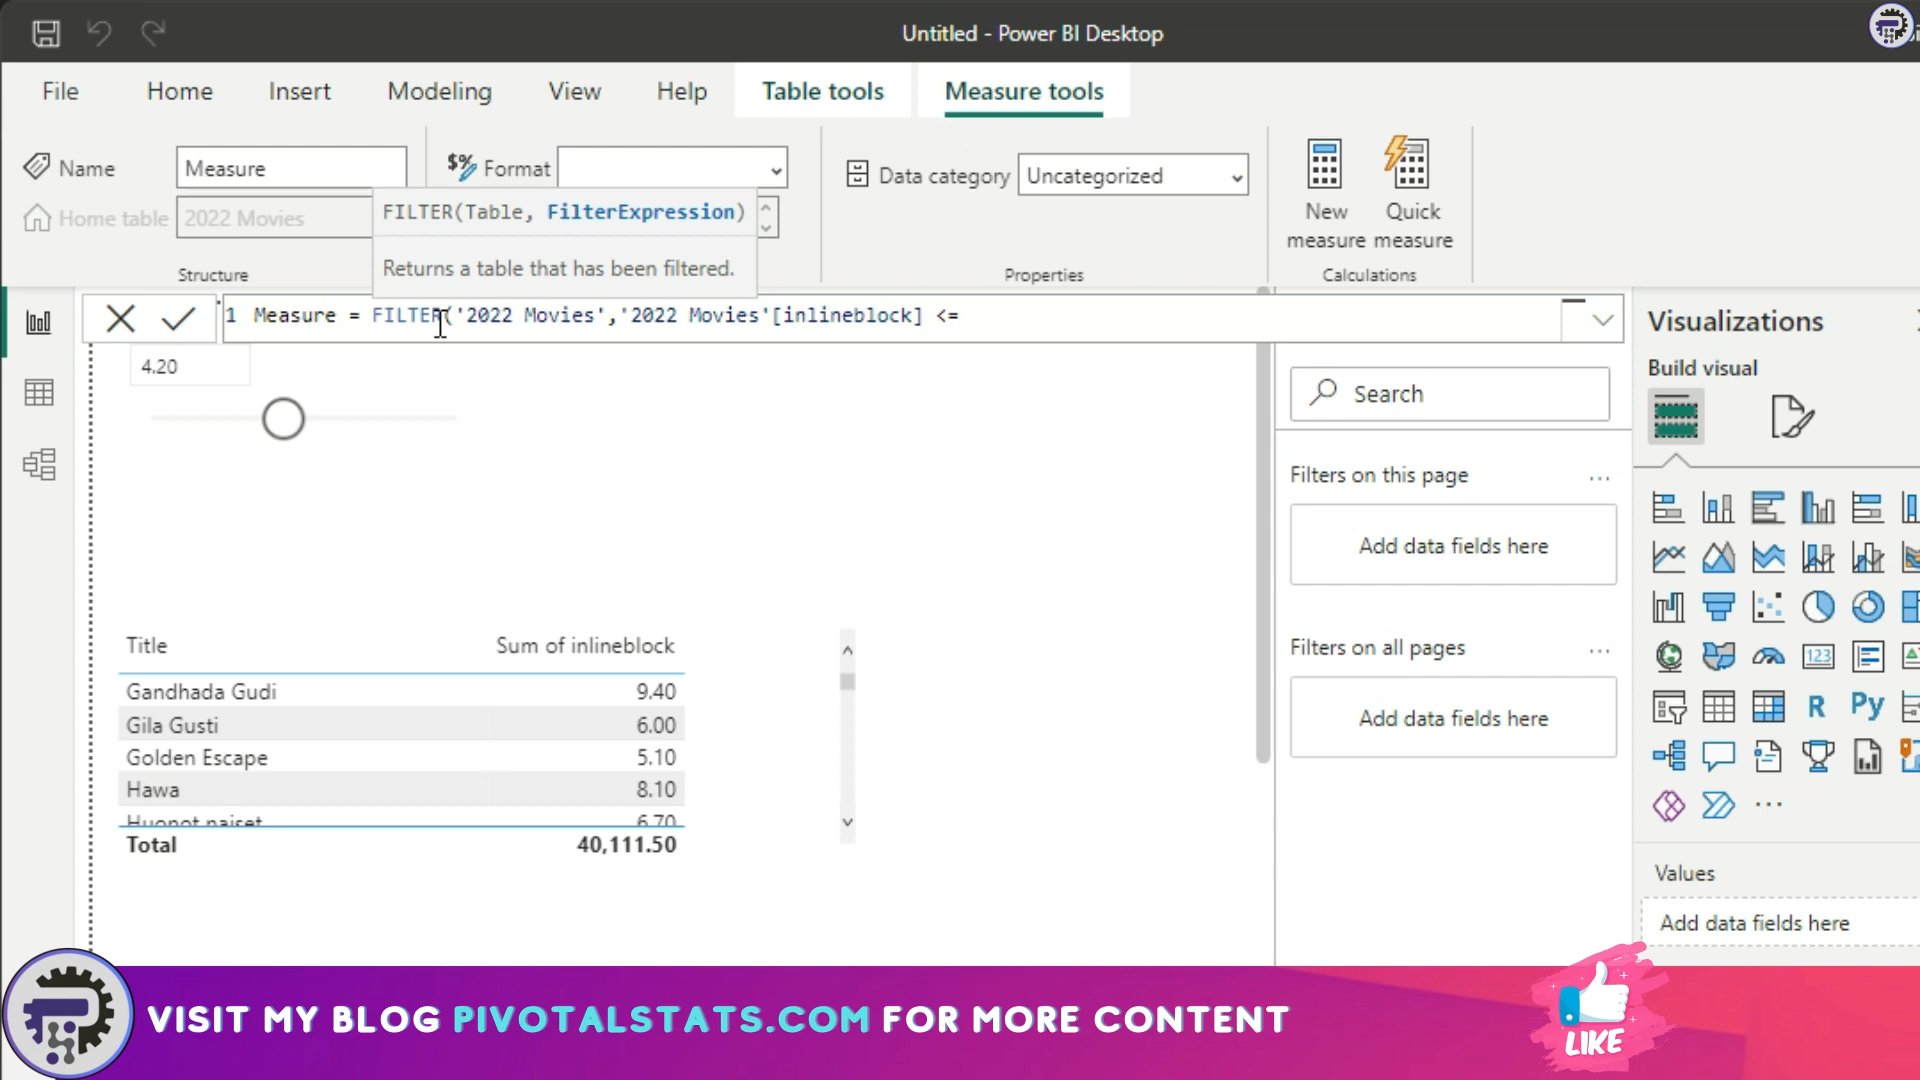 Untitled - Power BI Desktop
File Home Insert Modeling View Help Table tools Measure tools
Name Measure
$% Format
Data category Uncategorized
New measure
Quick measure
Home table 2022 Movies
FILTER(Table, FilterExpression)
Returns a table that has been filtered.
Structure
Properties
Calculations
1 Measure = FILTER('2022 Movies','2022 Movies'[inlineblock] <=
4.20
Title Sum of inlineblock
Gandhada Gudi 9.40
Gila Gusti 6.00
Golden Escape 5.10
Hawa 8.10
Huonot naiset 6.70
Total 40,111.50
Search
Filters on this page ...
Add data fields here
Filters on all pages ...
Add data fields here
Visualizations
Build visual
123
R
Py
...
Values
Add data fields here
VISIT MY BLOG PIVOTALSTATS.COM FOR MORE CONTENT
LIKE